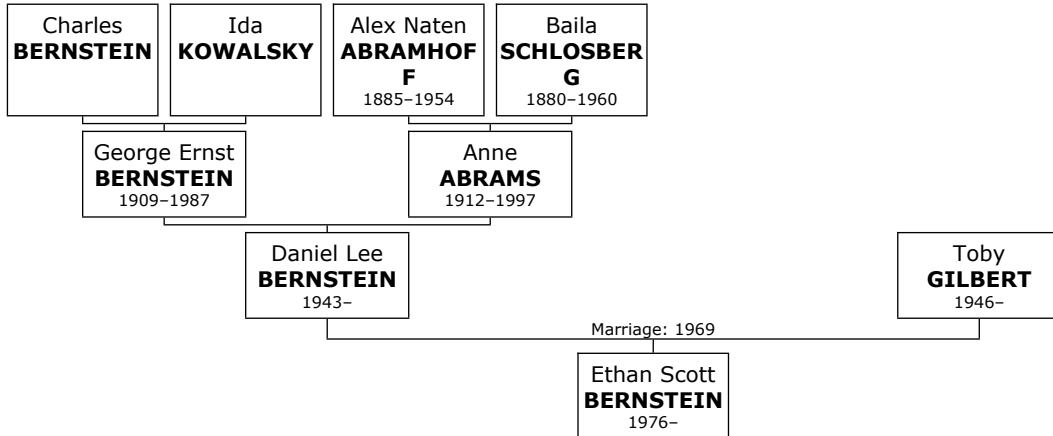 Charles
BERNSTEIN
Ida
KOWALSKY
Alex Naten
ABRAMHOF
F
1885–1954
Baila
SCHLOSBER
G
1880–1960
George Ernst
BERNSTEIN
1909–1987
Anne
ABRAMS
1912–1997
Daniel Lee
BERNSTEIN
1943–
Toby
GILBERT
1946–
Marriage: 1969
Ethan Scott
BERNSTEIN
1976–